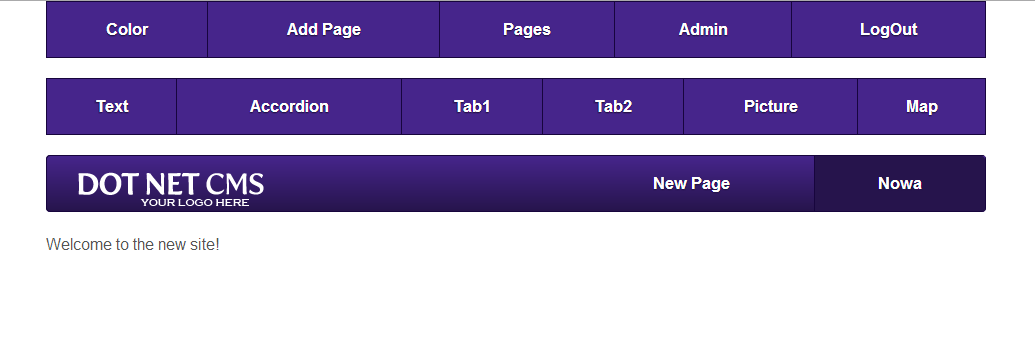 Color Add Page Pages Admin LogOut
Text Accordion Tab1 Tab2 Picture Map
DOT NET CMS New Page Nowa
YOUR LOGO HERE
Welcome to the new site!